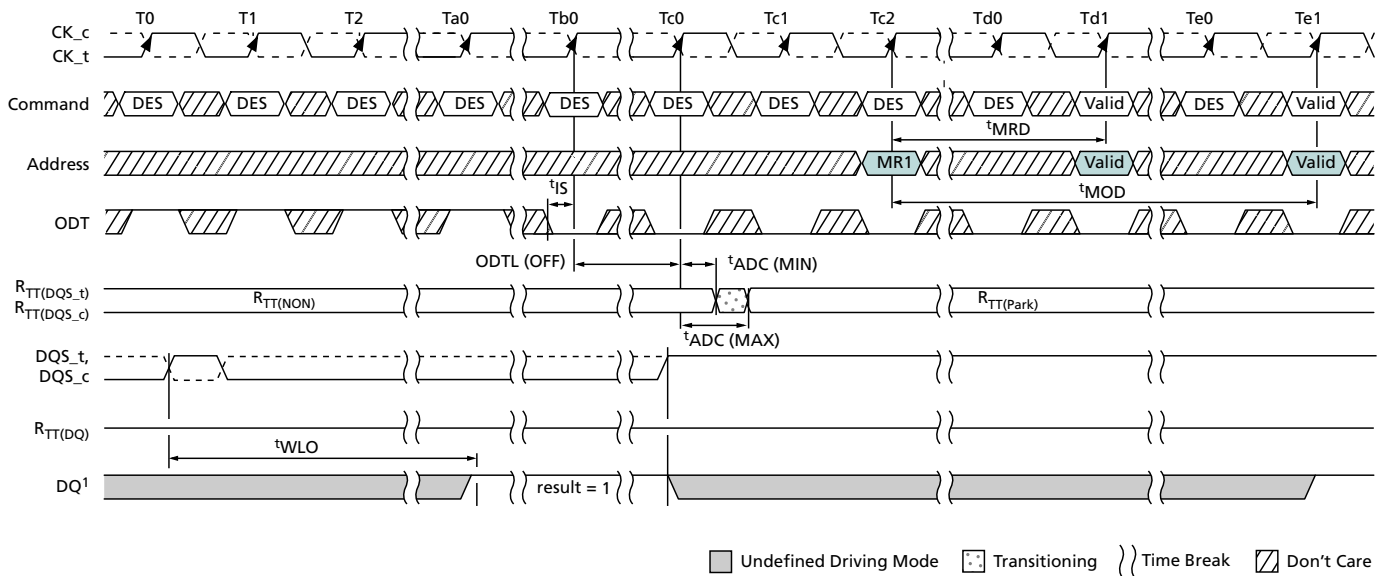 T0 T1 T2 Ta0 Tb0 Tc0 Tc1 Tc2 Td0 Td1 Te0 Te1
CK_c
CK_t
Command DES DES DES DES DES DES DES DES DES Valid DES Valid
tMRD
Address MR1 Valid Valid
tIS tMOD
ODT
ODTL (OFF) tADC (MIN)
RTT(DQS_t)
RTT(DQS_c) RTT(NON) RTT(Park)
tADC (MAX)
DQS_t,
DQS_c
RTT(DQ)
tWLO
DQ1 result = 1
Undefined Driving Mode Transitioning Time Break Don't Care